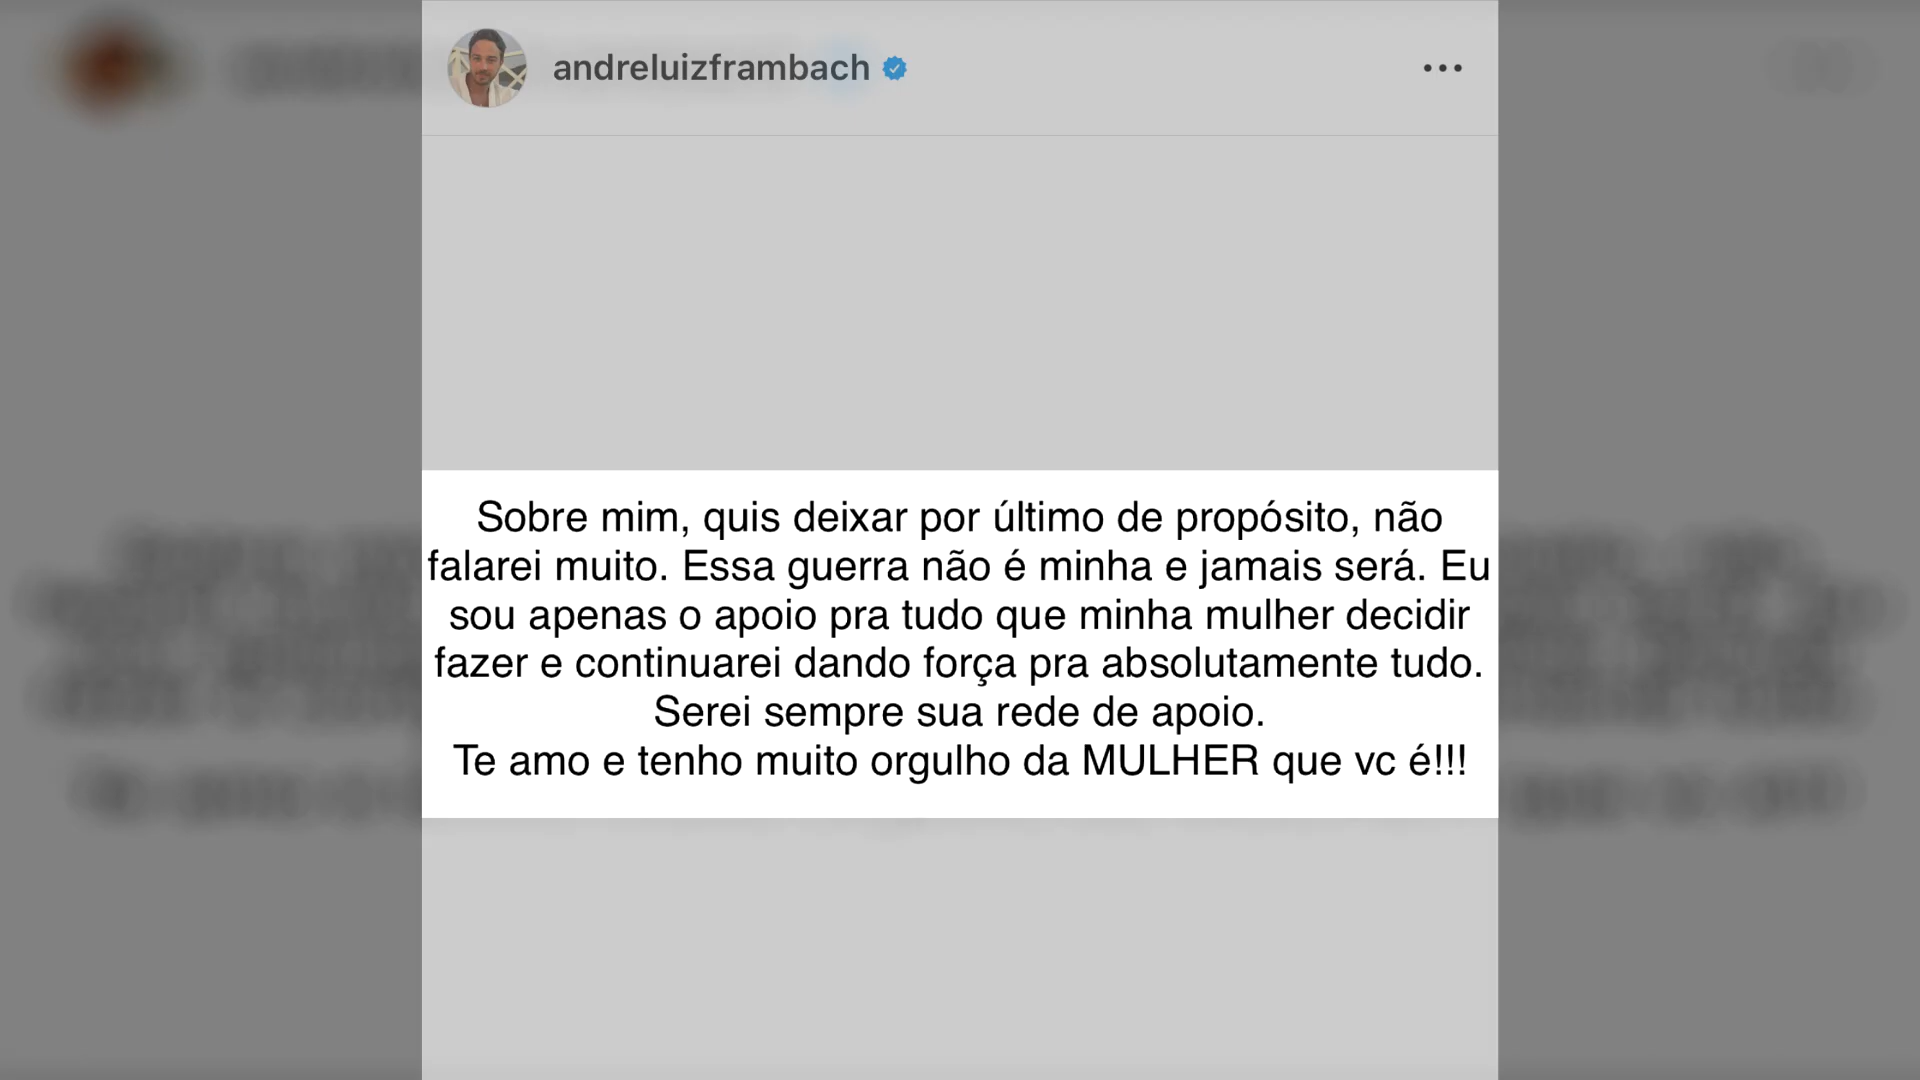 andreluizframbach
Sobre mim, quis deixar por último de propósito, não
falarei muito. Essa guerra não é minha e jamais será. Eu
sou apenas o apoio pra tudo que minha mulher decidir
fazer e continuarei dando força pra absolutamente tudo.
Serei sempre sua rede de apoio.
Te amo e tenho muito orgulho da MULHER que vc é!!!